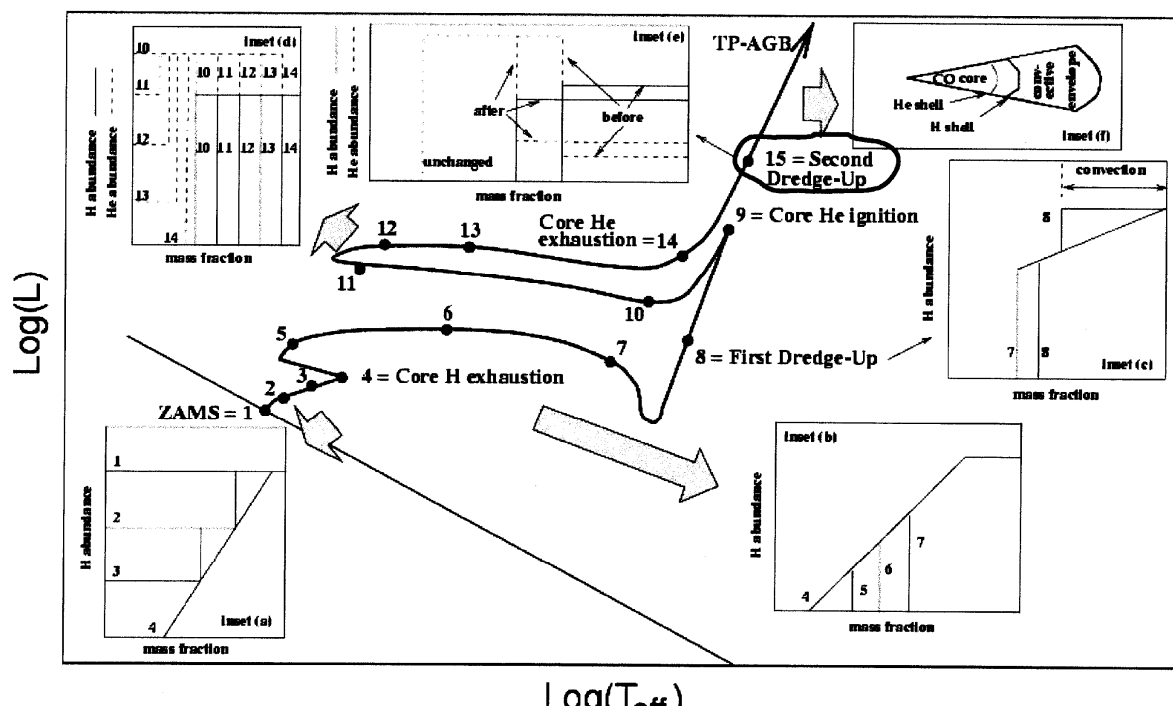 Inset (d)
10
11
12
13
14
10 11 12 13 14
10 11 12 13 14
H abundance
He abundance
mass fraction
Inset (e)
after
before
unchanged
H abundance
He abundance
mass fraction
TP-AGB
CO core
He shell
H shell
convective
envelope
Inset (f)
15 = Second
Dredge-Up
9 = Core He ignition
Core He
exhaustion = 14
12
13
11
10
convection
8
7
8
H abundance
Inset (c)
mass fraction
5
6
7
8 = First Dredge-Up
4 = Core H exhaustion
3
2
ZAMS = 1
1
2
3
4
H abundance
Inset (a)
mass fraction
Inset (b)
H abundance
4
5
6
7
mass fraction
Log(L)
Log(Teff)